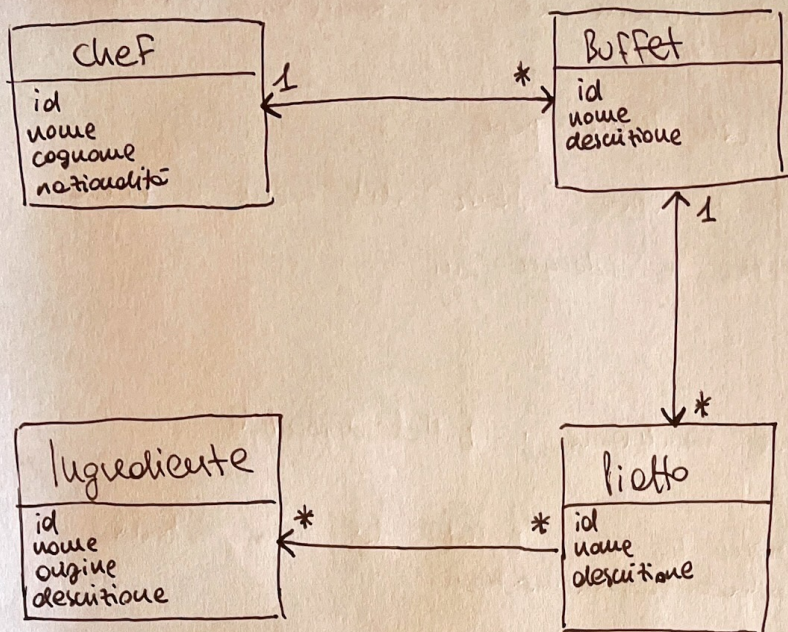 Chef
id
nome
cognome
nazionalità
1
*
Buffet
id
nome
descrizione
1
*
Ingrediente
id
nome
origine
descrizione
*
*
Piatto
id
nome
descrizione